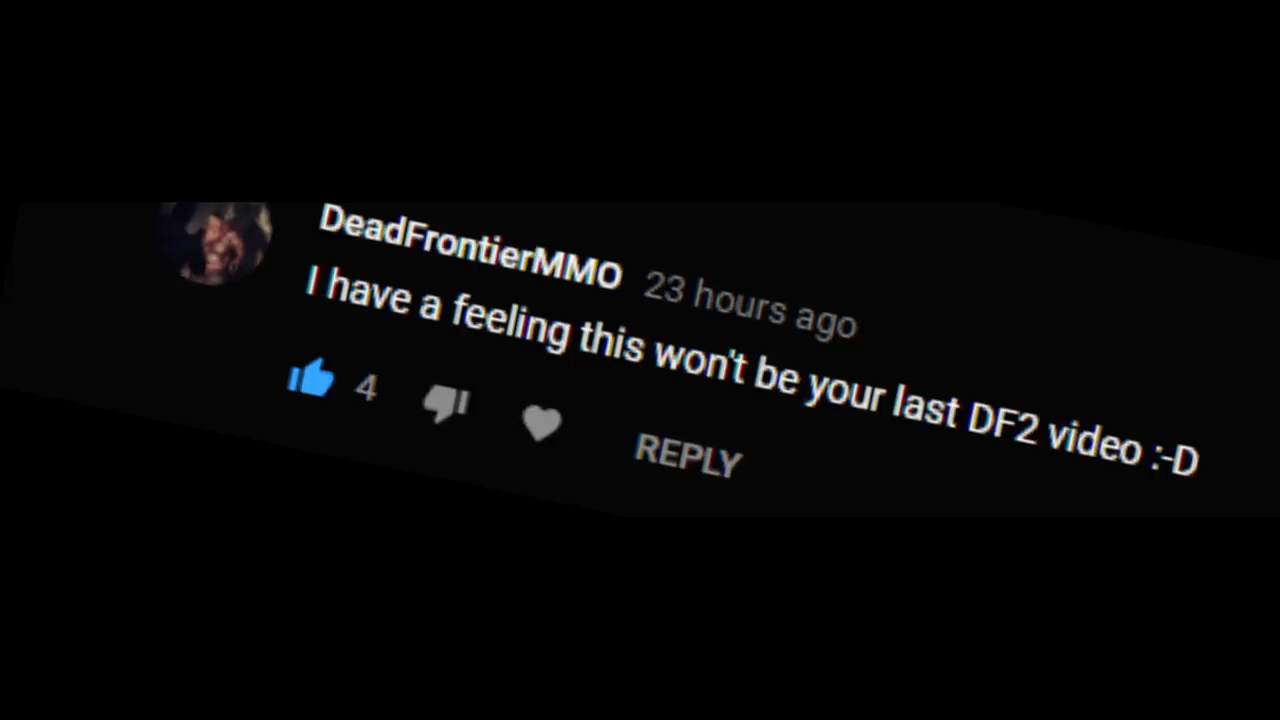 DeadFrontierMMO 23 hours ago
I have a feeling this won't be your last DF2 video :-D
4 REPLY